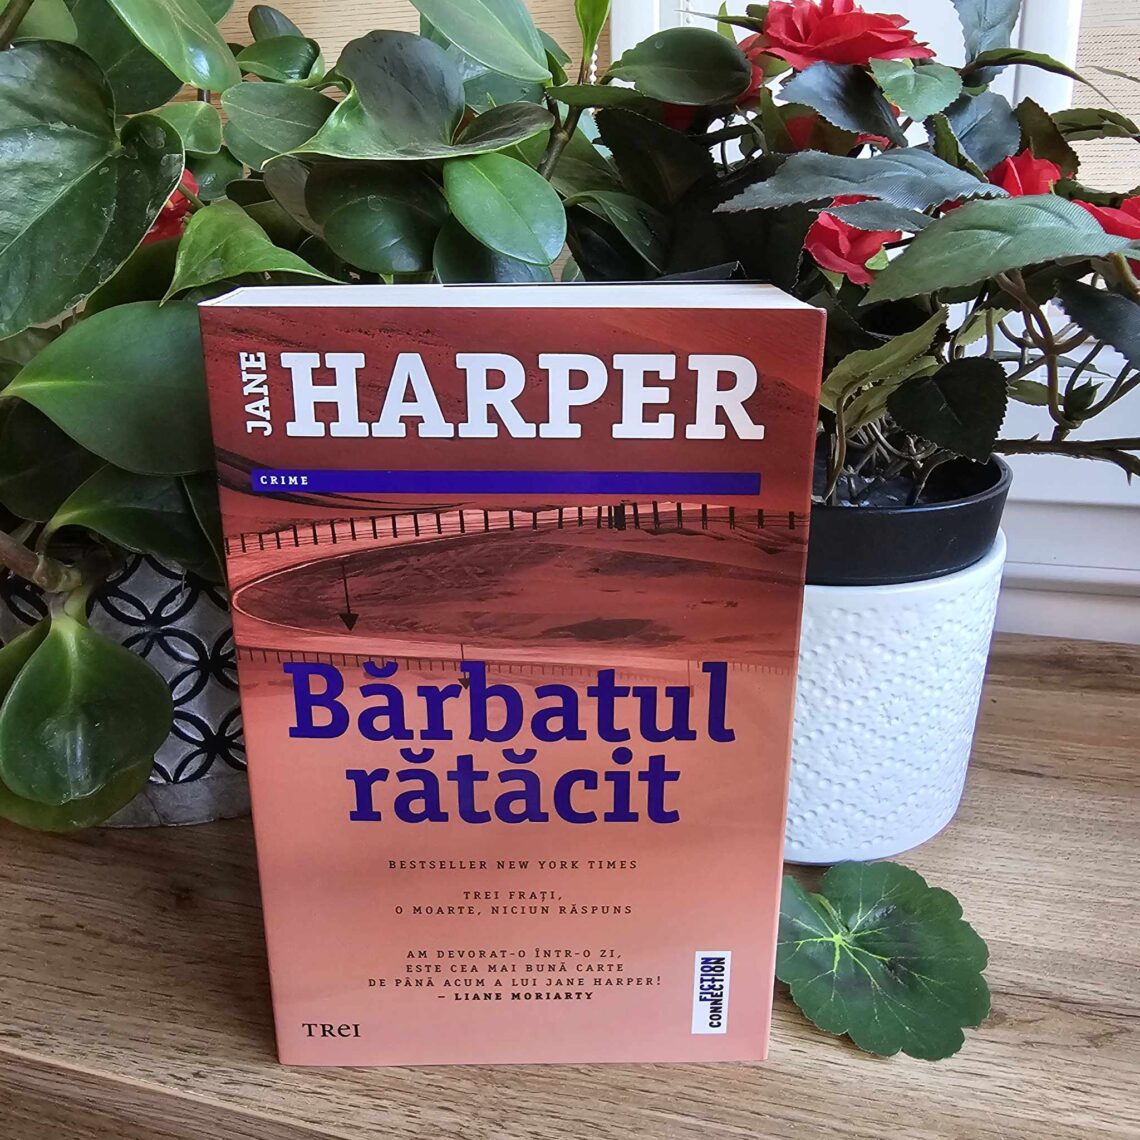 JANE
HARPER
CRIME
Bărbatul
rătăcit
BESTSELLER NEW YORK TIMES
TREI FRAȚI,
O MOARTE, NICIUN RĂSPUNS
AM DEVORAT-O ÎNTR-O ZI,
ESTE CEA MAI BUNĂ CARTE
DE PÂNĂ ACUM A LUI JANE HARPER!
– LIANE MORIARTY
FICTION
CONNECTION
TREI